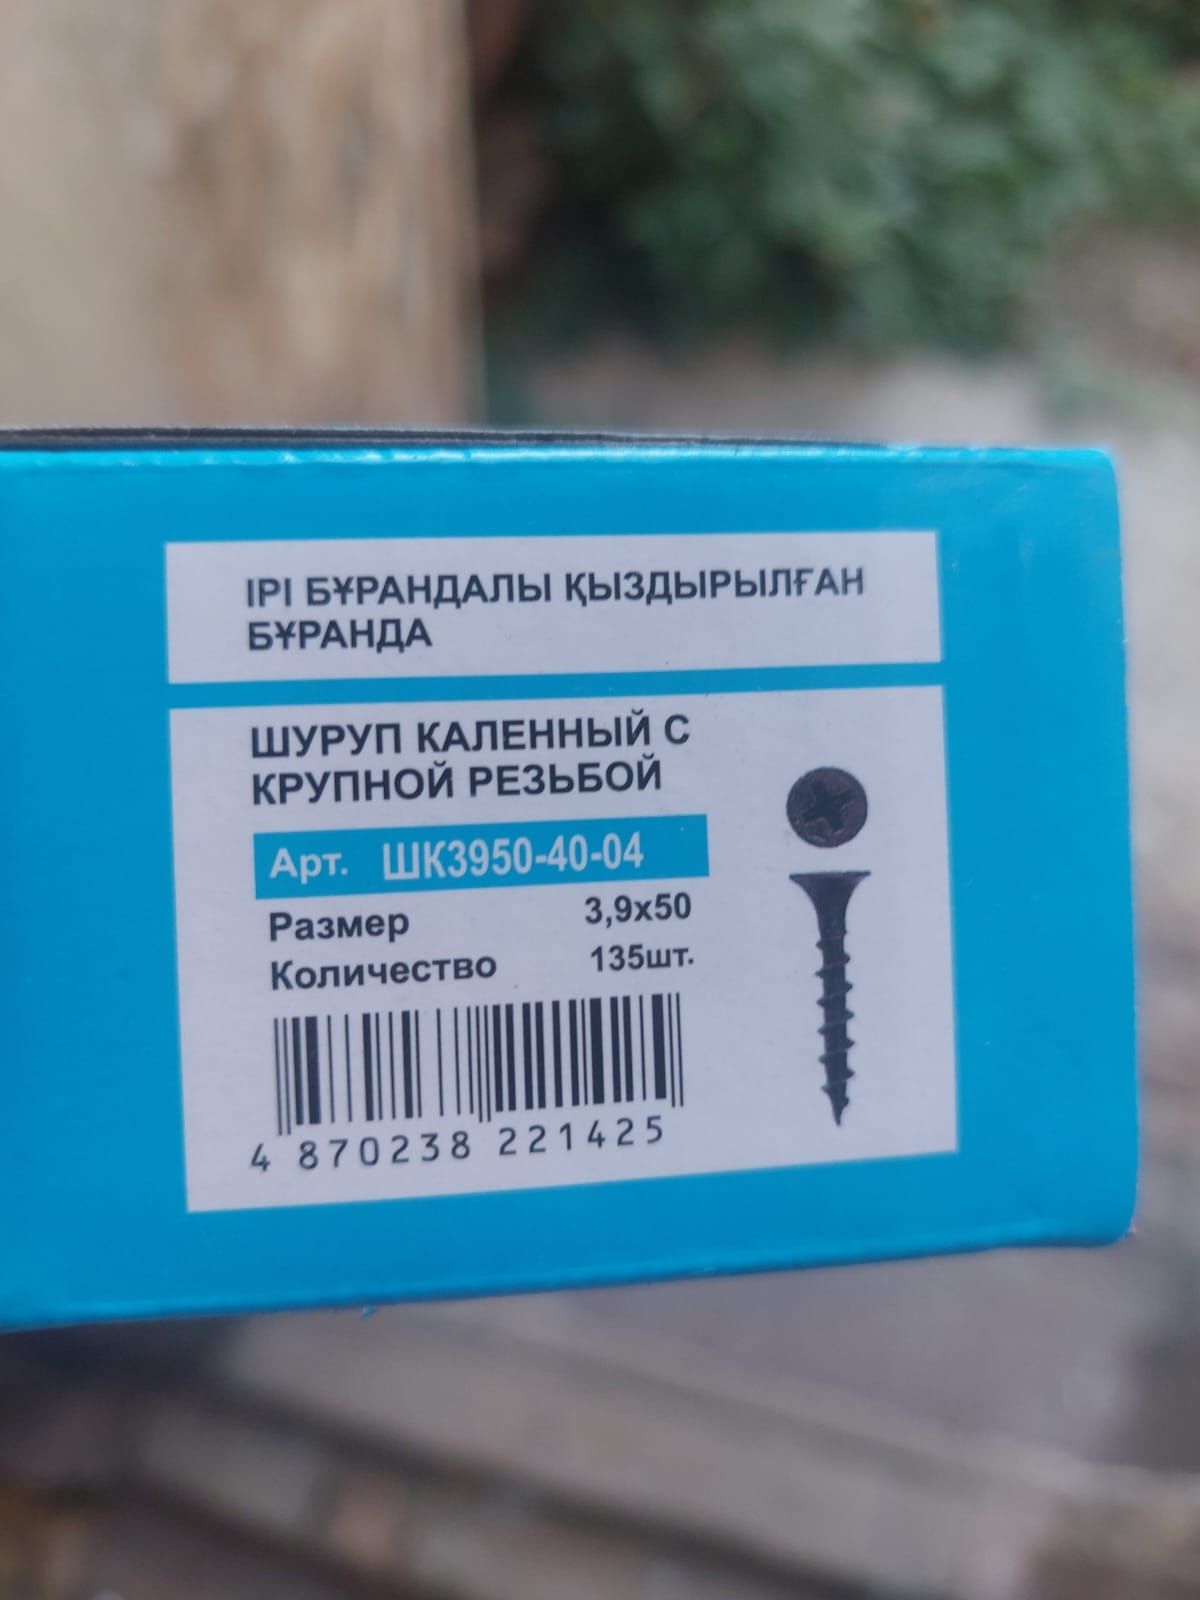 ІРІ БҰРАНДАЛЫ ҚЫЗДЫРЫЛҒАН
БҰРАНДА
ШУРУП КАЛЕННЫЙ С
КРУПНОЙ РЕЗЬБОЙ
Арт. ШК3950-40-04
Размер 3,9х50
Количество 135шт.
4 870238 221425